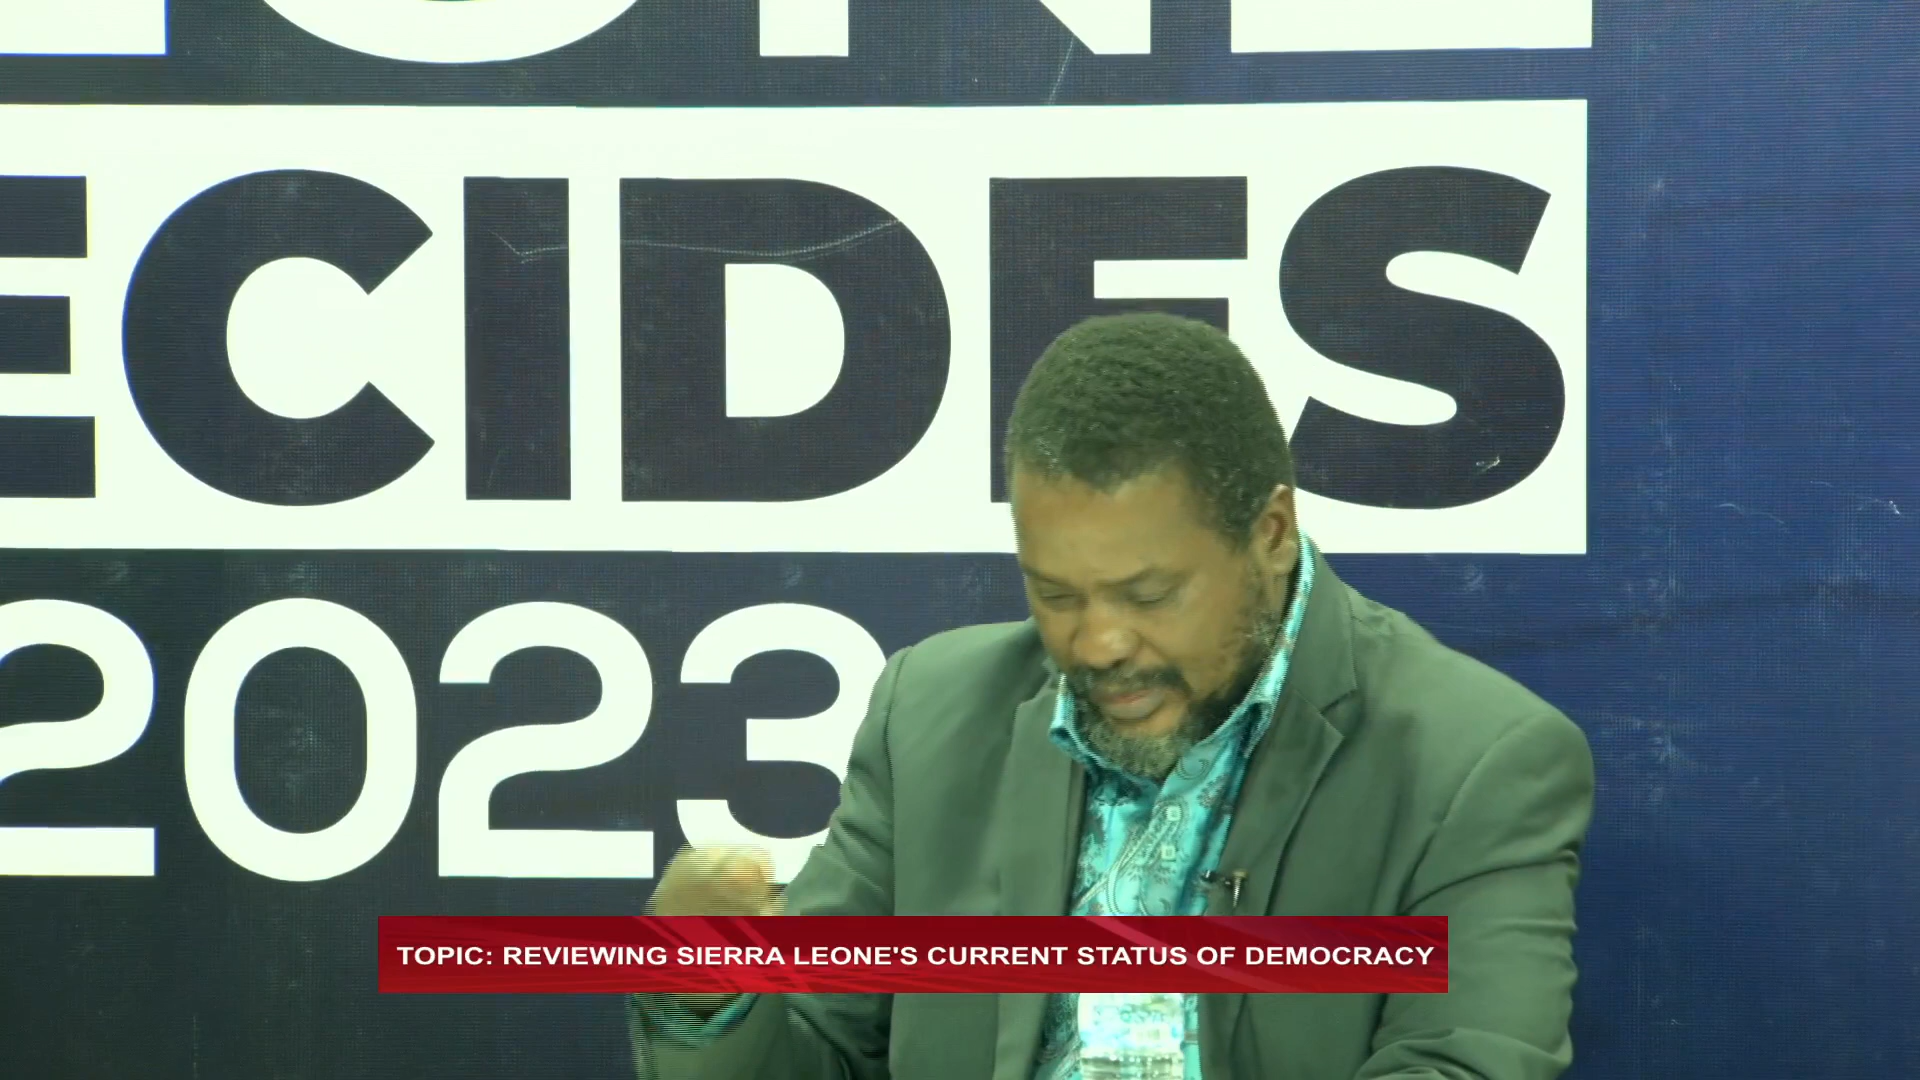 ECIDES
2023
TOPIC: REVIEWING SIERRA LEONE'S CURRENT STATUS OF DEMOCRACY